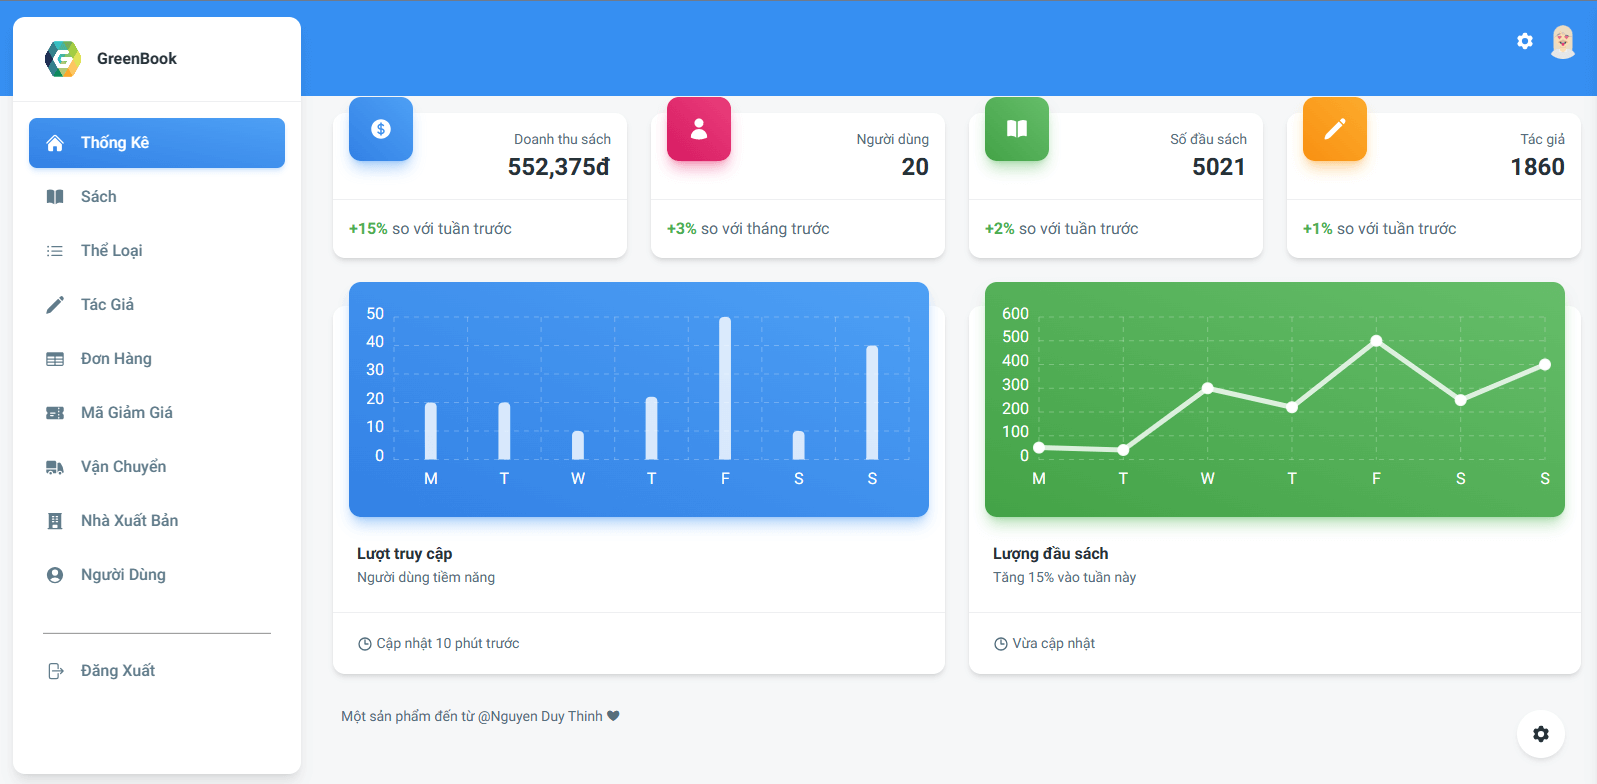 GreenBook
Thống Kê
Sách
Thể Loại
Tác Giả
Đơn Hàng
Mã Giảm Giá
Vận Chuyển
Nhà Xuất Bản
Người Dùng
Đăng Xuất
Doanh thu sách
552,375đ
+15% so với tuần trước
Người dùng
20
+3% so với tháng trước
Số đầu sách
5021
+2% so với tuần trước
Tác giả
1860
+1% so với tuần trước
50
40
30
20
10
0
M T W T F S S
Lượt truy cập
Người dùng tiềm năng
Cập nhật 10 phút trước
600
500
400
300
200
100
0
M T W T F S S
Lượng đầu sách
Tăng 15% vào tuần này
Vừa cập nhật
Một sản phẩm đến từ @Nguyen Duy Thinh